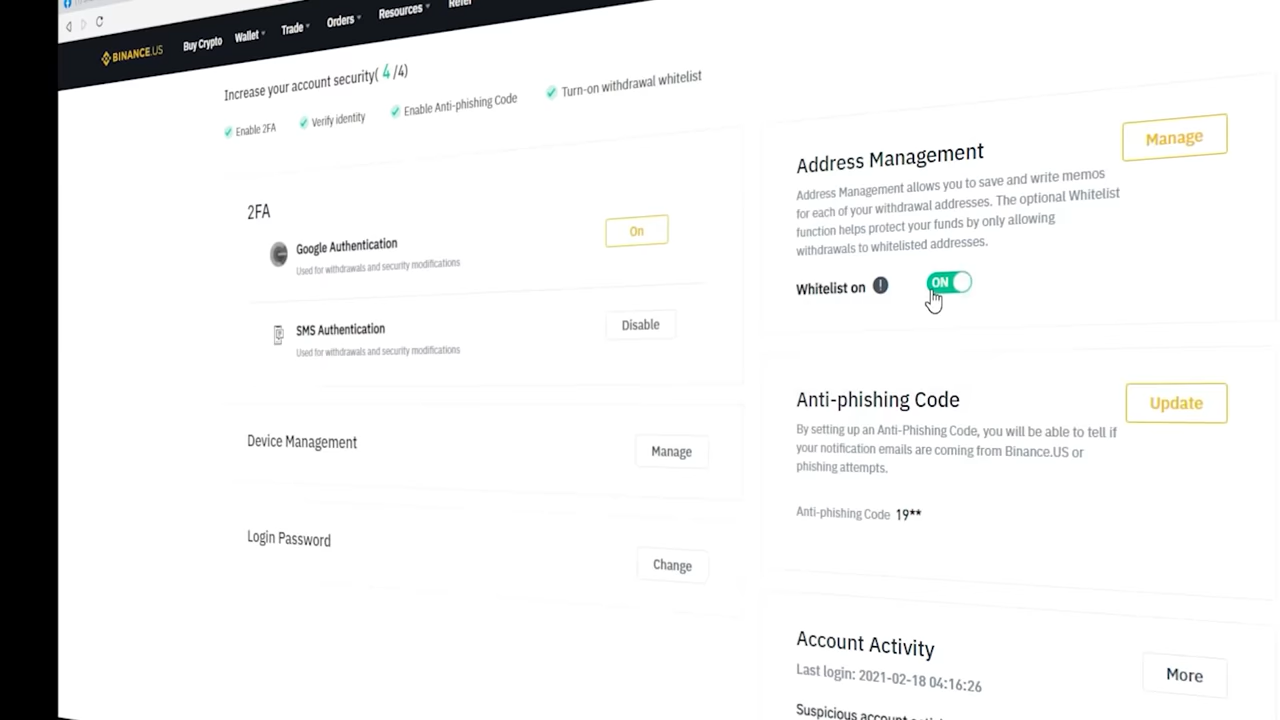 BINANCE.US
Buy Crypto Wallet Trade Orders Resources Refer
Increase your account security( 4 /4)
Enable 2FA Verify identity Enable Anti-phishing Code Turn-on withdrawal whitelist
2FA
Google Authentication
Used for withdrawals and security modifications
On
SMS Authentication
Used for withdrawals and security modifications
Disable
Device Management
Manage
Login Password
Change
Address Management
Manage
Address Management allows you to save and write memos
for each of your withdrawal addresses. The optional Whitelist
function helps protect your funds by only allowing
withdrawals to whitelisted addresses.
Whitelist on ! ON
Anti-phishing Code
Update
By setting up an Anti-Phishing Code, you will be able to tell if
your notification emails are coming from Binance.US or
phishing attempts.
Anti-phishing Code 19**
Account Activity
More
Last login: 2021-02-18 04:16:26
Suspicious account